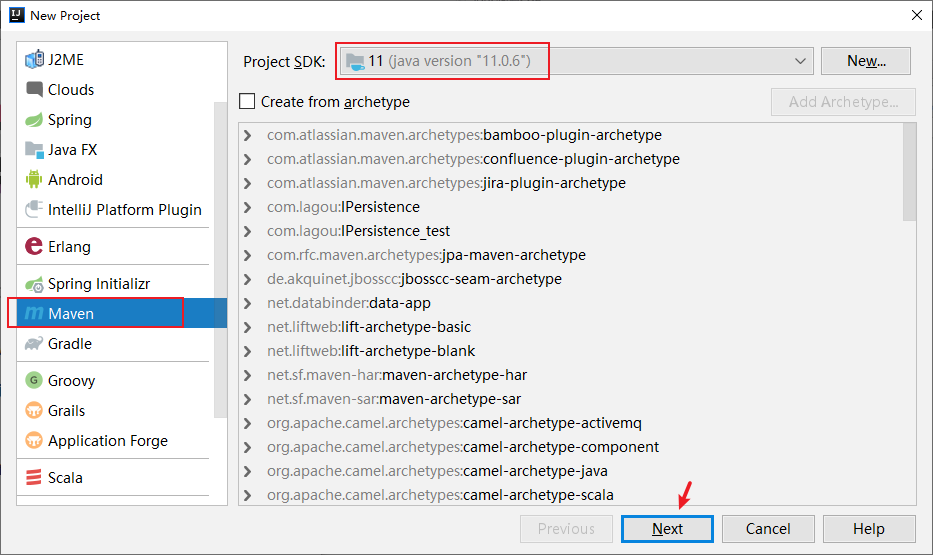 New Project
J2ME
Clouds
Spring
Java FX
Android
IntelliJ Platform Plugin
Erlang
Spring Initializr
Maven
Gradle
Groovy
Grails
Application Forge
Scala
Project SDK: 11 (java version "11.0.6") New...
Create from archetype Add Archetype...
com.atlassian.maven.archetypes:bamboo-plugin-archetype
com.atlassian.maven.archetypes:confluence-plugin-archetype
com.atlassian.maven.archetypes:jira-plugin-archetype
com.lagou:IPersistence
com.lagou:IPersistence_test
com.rfc.maven.archetypes:jpa-maven-archetype
de.akquinet.jbosscc:jbosscc-seam-archetype
net.databinder:data-app
net.liftweb:lift-archetype-basic
net.liftweb:lift-archetype-blank
net.sf.maven-har:maven-archetype-har
net.sf.maven-sar:maven-archetype-sar
org.apache.camel.archetypes:camel-archetype-activemq
org.apache.camel.archetypes:camel-archetype-component
org.apache.camel.archetypes:camel-archetype-java
org.apache.camel.archetypes:camel-archetype-scala
Previous Next Cancel Help